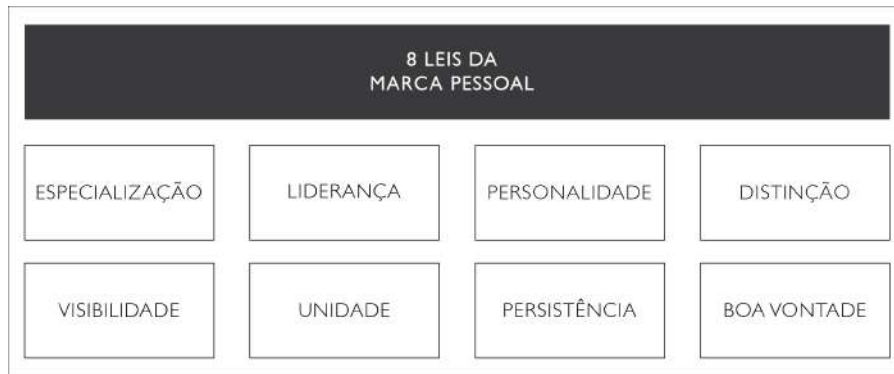 8 LEIS DA
MARCA PESSOAL
ESPECIALIZAÇÃO
LIDERANÇA
PERSONALIDADE
DISTINÇÃO
VISIBILIDADE
UNIDADE
PERSISTÊNCIA
BOA VONTADE